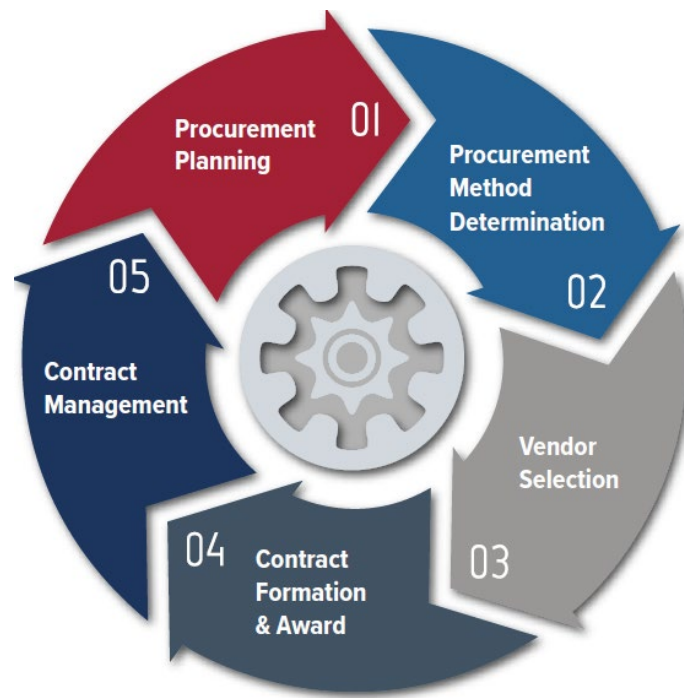 01
Procurement
Planning
Procurement
Method
Determination
02
Vendor
Selection
03
04
Contract
Formation
& Award
05
Contract
Management